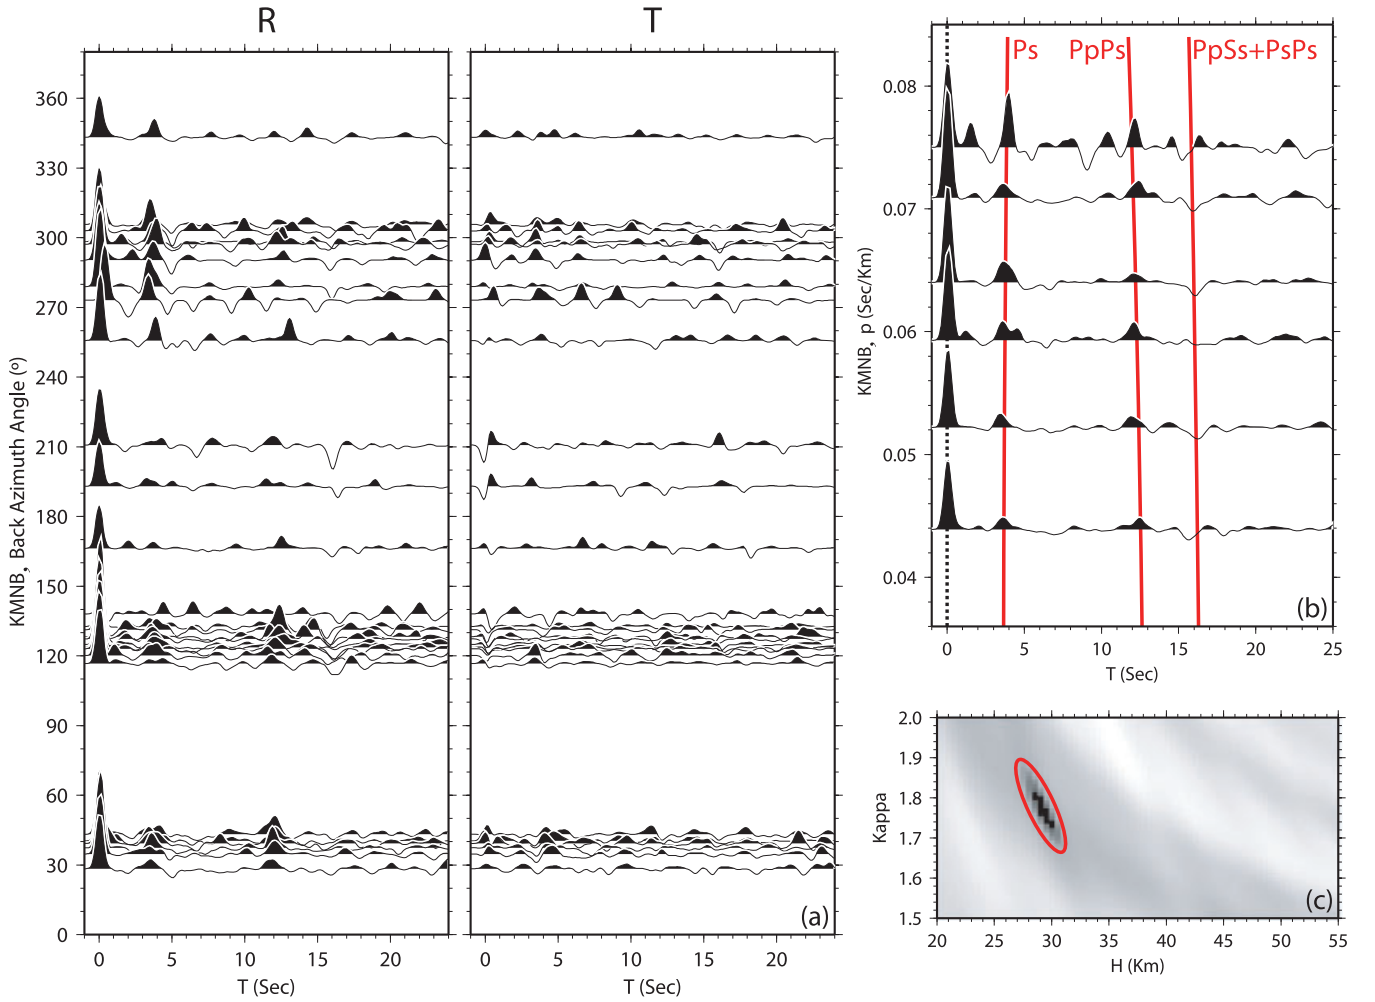 R
T
KMNB, Back Azimuth Angle (o)
360
330
300
270
240
210
180
150
120
90
60
30
0
0 5 10 15 20
T (Sec)
0 5 10 15 20
T (Sec)
(a)
Ps PpPs PpSs+PsPs
KMNB, p (Sec/Km)
0.08
0.07
0.06
0.05
0.04
(b)
0 5 10 15 20 25
T (Sec)
Kappa
2.0
1.9
1.8
1.7
1.6
1.5
(c)
20 25 30 35 40 45 50 55
H (Km)